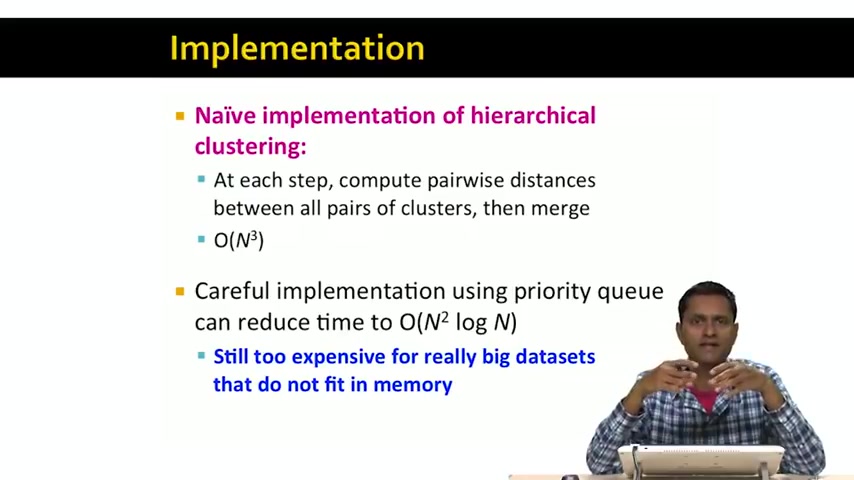 Implementation
Naïve implementation of hierarchical
clustering:
At each step, compute pairwise distances
between all pairs of clusters, then merge
O(N³)
Careful implementation using priority queue
can reduce time to O(N² log N)
Still too expensive for really big datasets
that do not fit in memory